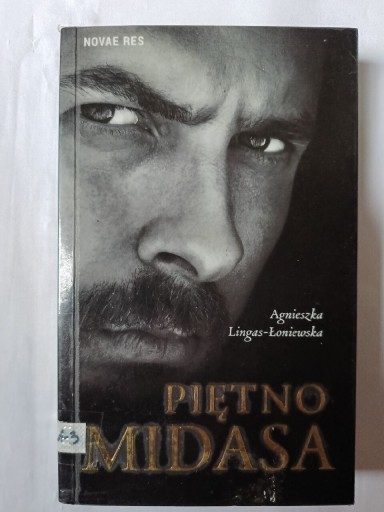 NOVAE RES
Agnieszka
Lingas-Łoniewska
PIĘTNO
MIDASA